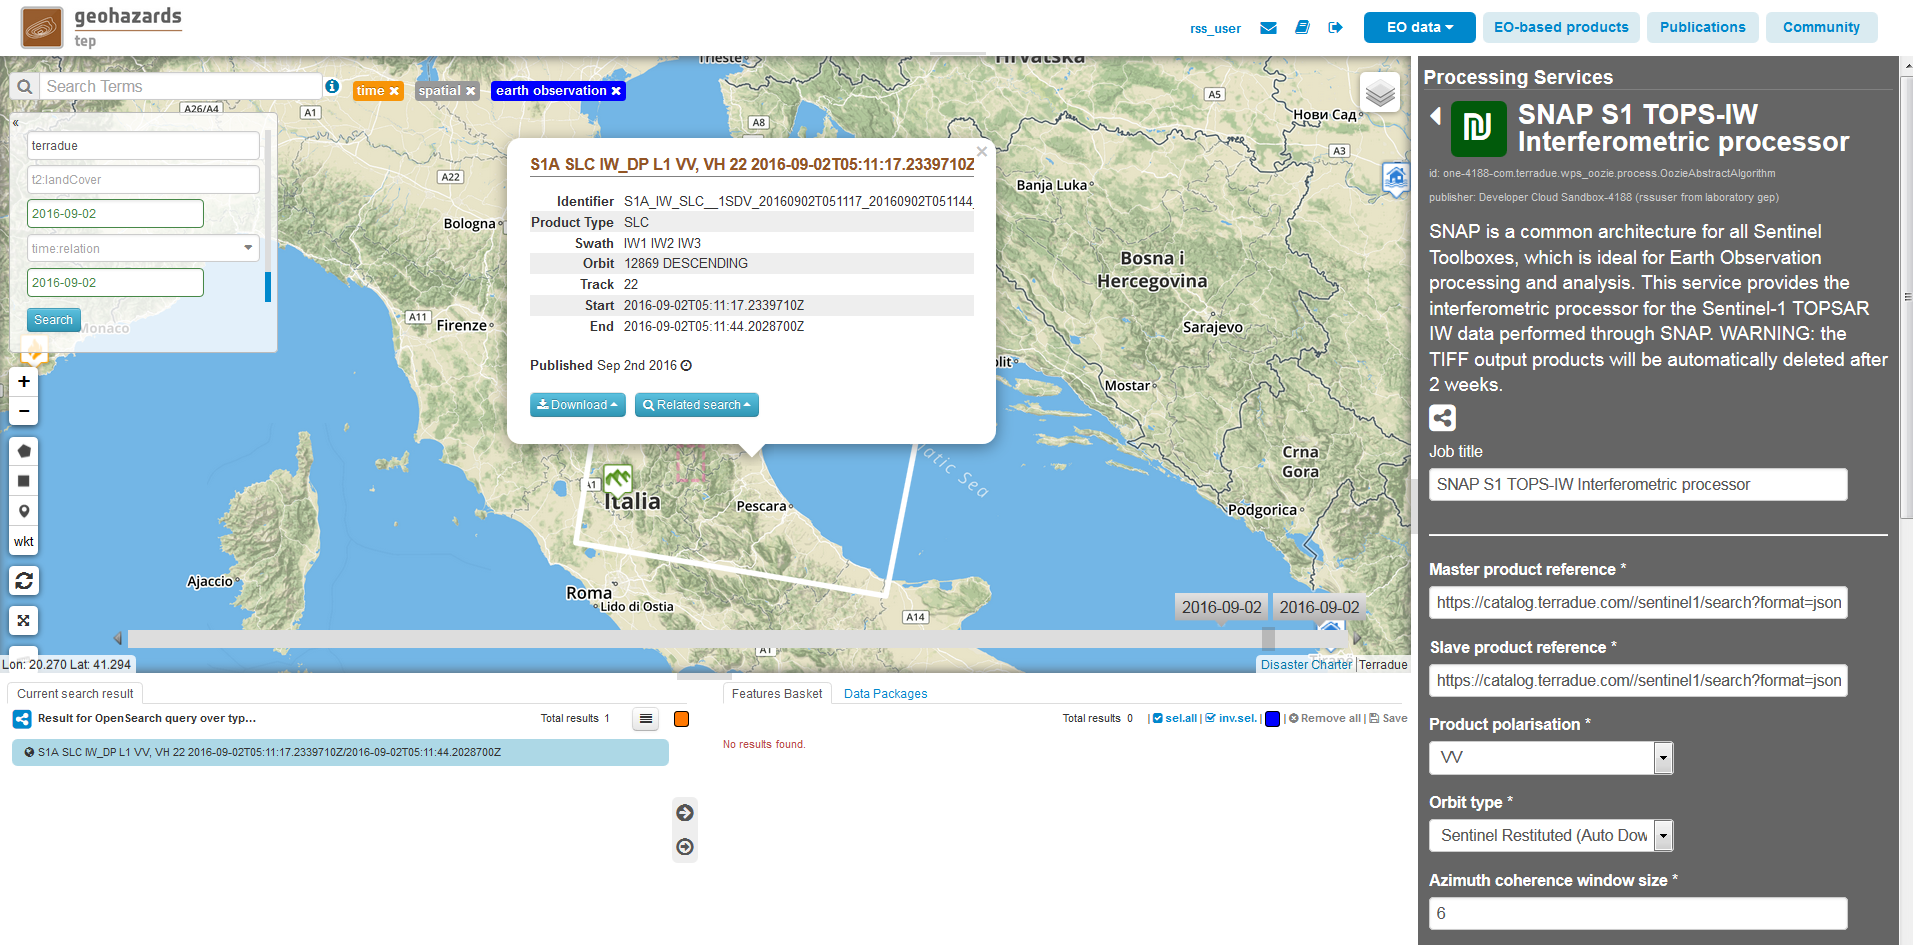 geohazards
tep
rss_user
EO data
EO-based products
Publications
Community
Search Terms
time ×
spatial ×
earth observation ×
«
terradue
t2:landCover
2016-09-02
time:relation
2016-09-02
Search
Monaco
+
−
wkt
Trieste
Hrvatska
A26/A4
A1
A8
A5
A22
A3
A11
A1
A14
A1
Нови Сад
Banja Luka
Bologna
Bosna i
Hercegovina
Firenze
Sarajevo
Mostar
Crna
Gora
Italia
Pescara
Podgorica
Ajaccio
Roma
Lido di Ostia
atic Sea
×
S1A SLC IW_DP L1 VV, VH 22 2016-09-02T05:11:17.2339710Z
Identifier S1A_IW_SLC__1SDV_20160902T051117_20160902T051144_
Product Type SLC
Swath IW1 IW2 IW3
Orbit 12869 DESCENDING
Track 22
Start 2016-09-02T05:11:17.2339710Z
End 2016-09-02T05:11:44.2028700Z
Published Sep 2nd 2016
Download
Related search
2016-09-02
2016-09-02
Lon: 20.270 Lat: 41.294
Disaster Charter | Terradue
Current search result
Result for OpenSearch query over typ...
Total results 1
S1A SLC IW_DP L1 VV, VH 22 2016-09-02T05:11:17.2339710Z/2016-09-02T05:11:44.2028700Z
Features Basket
Data Packages
Total results 0 | sel.all | inv.sel. | | Remove all | Save
No results found.
Processing Services
SNAP S1 TOPS-IW
Interferometric processor
id: one-4188-com.terradue.wps_oozie.process.OozieAbstractAlgorithm
publisher: Developer Cloud Sandbox-4188 (rssuser from laboratory gep)
SNAP is a common architecture for all Sentinel
Toolboxes, which is ideal for Earth Observation
processing and analysis. This service provides the
interferometric processor for the Sentinel-1 TOPSAR
IW data performed through SNAP. WARNING: the
TIFF output products will be automatically deleted after
2 weeks.
Job title
SNAP S1 TOPS-IW Interferometric processor
Master product reference *
https://catalog.terradue.com//sentinel1/search?format=json
Slave product reference *
https://catalog.terradue.com//sentinel1/search?format=json
Product polarisation *
VV
Orbit type *
Sentinel Restituted (Auto Dow
Azimuth coherence window size *
6